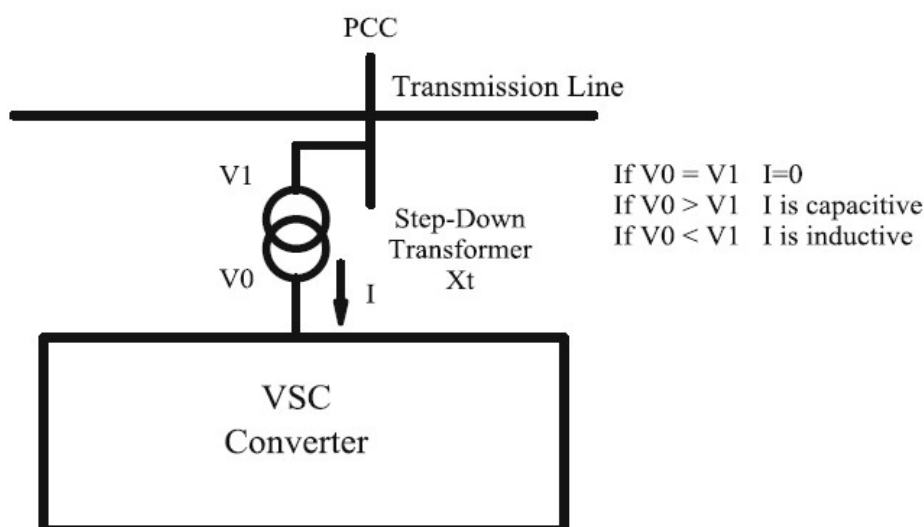 PCC
Transmission Line
V1
If V0 = V1 I=0
If V0 > V1 I is capacitive
If V0 < V1 I is inductive
Step-Down
Transformer
Xt
V0
I
VSC
Converter